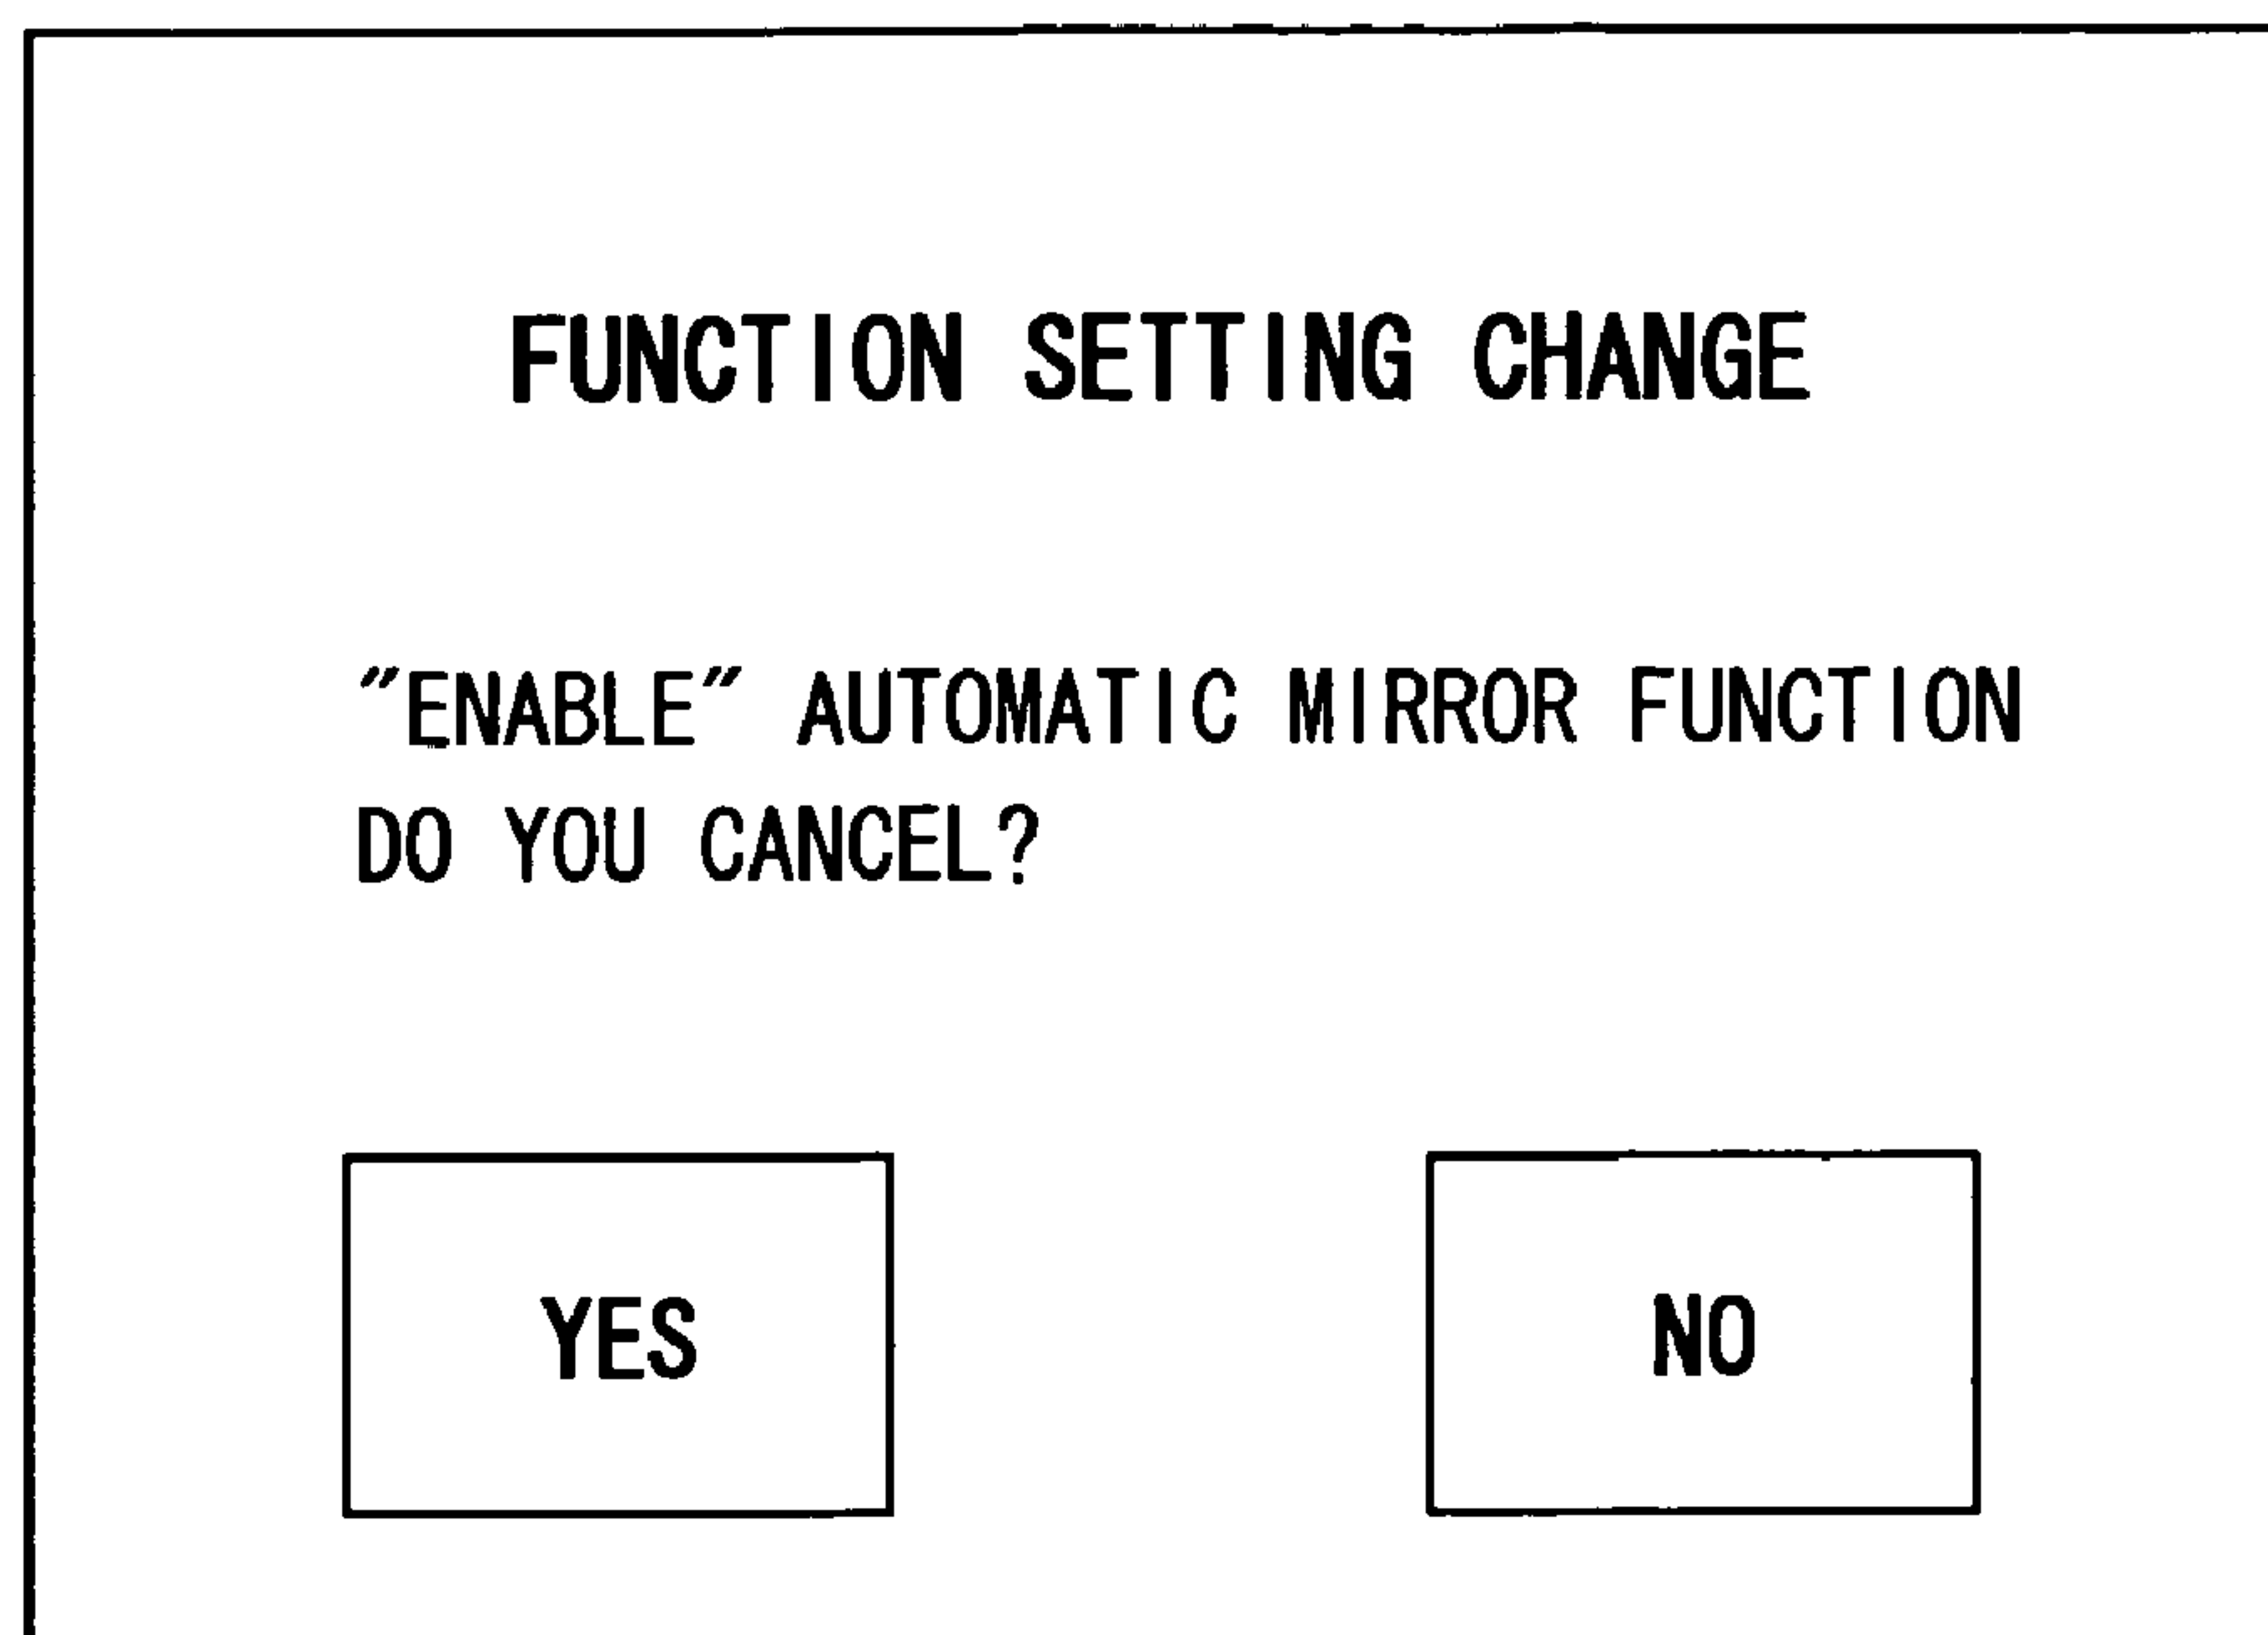 FUNCTION SETTING CHANGE
"ENABLE" AUTOMATIC MIRROR FUNCTION
DO YOU CANCEL?
YES NO